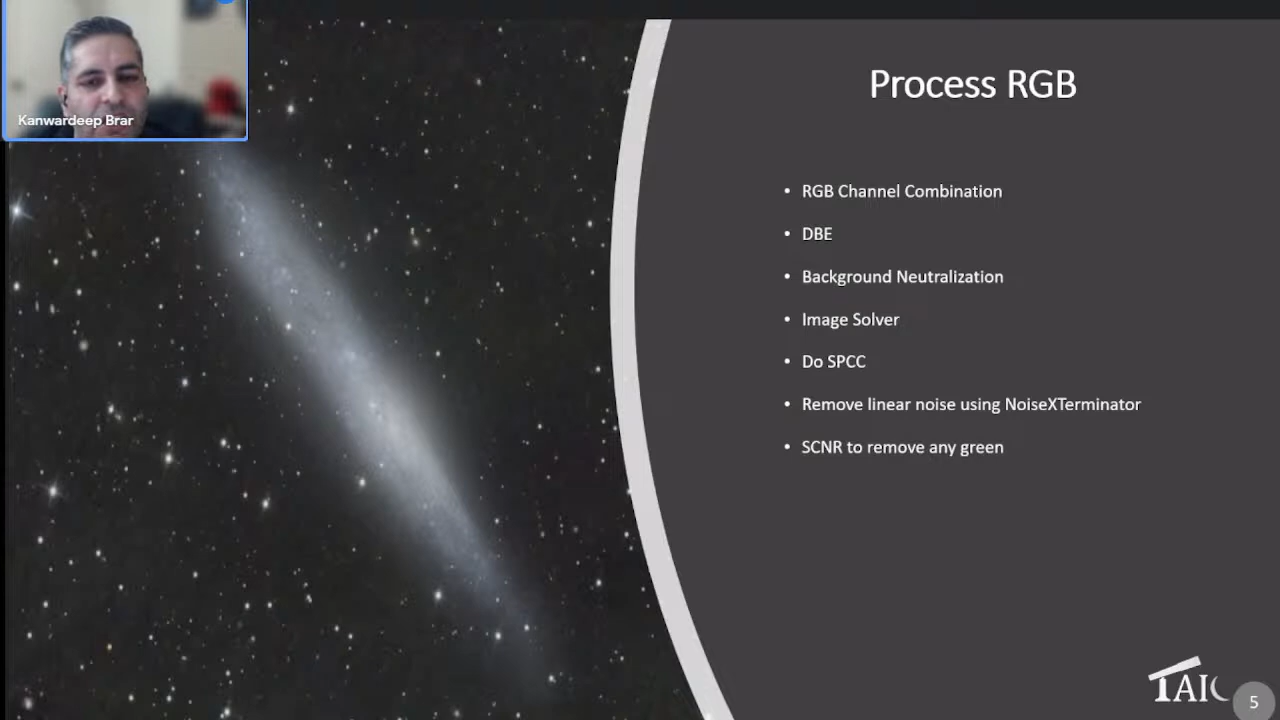 Kanwardeep Brar
Process RGB
• RGB Channel Combination
• DBE
• Background Neutralization
• Image Solver
• Do SPCC
• Remove linear noise using NoiseXTerminator
• SCNR to remove any green
TAIC
5